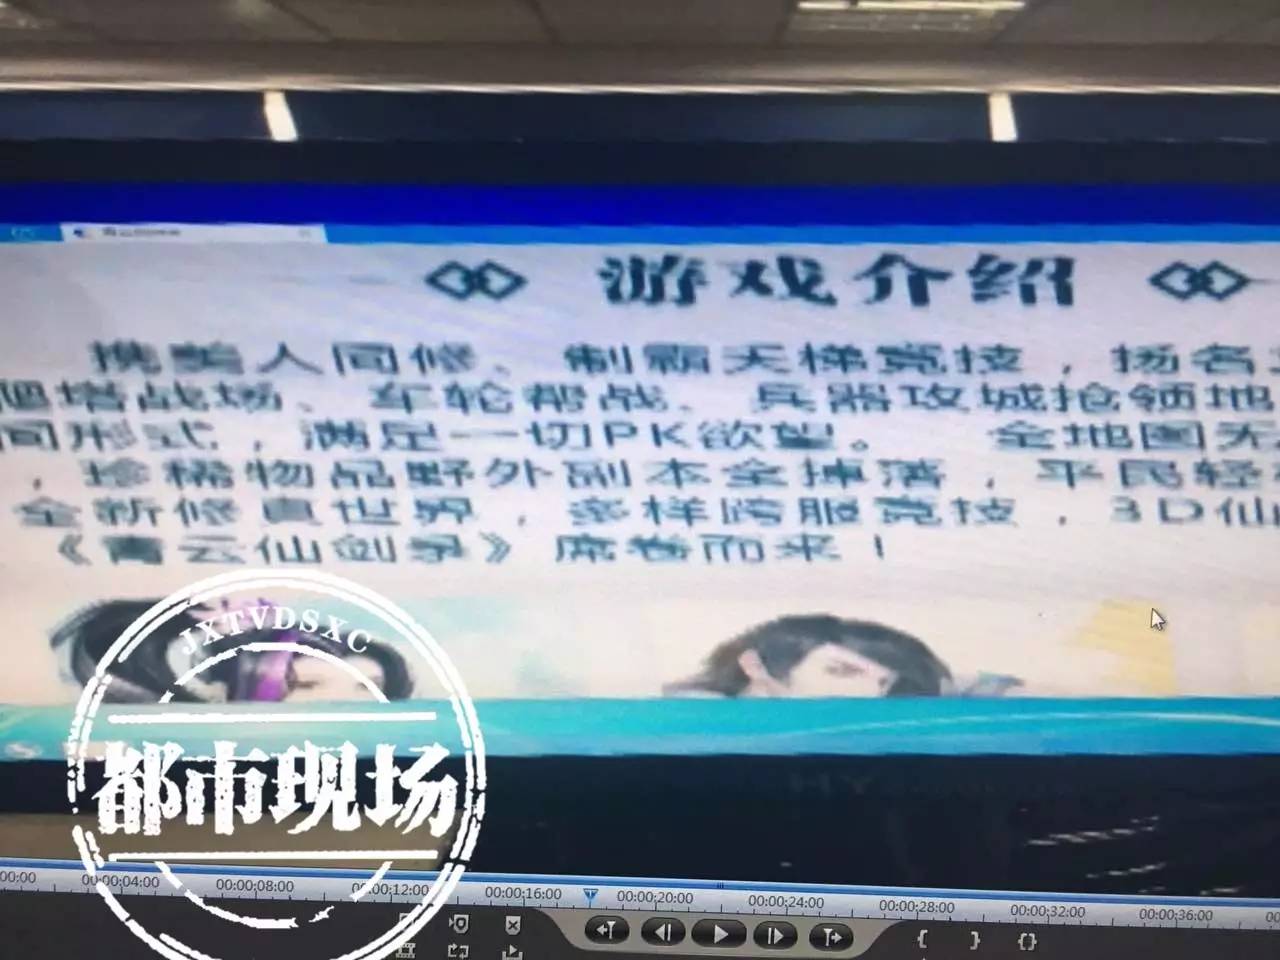 游戏介绍
携美人同修、制霸天梯竞技，扬名
爬塔战场、车轮帮战、兵器攻城抢领地
同形式，满足一切PK欲望。 全地图无
，珍稀物品野外副本全掉落，平民轻
全新修真世界，多样跨服竞技，3D仙
《青云仙剑录》席卷而来！
JXTVDSXC
都市现场
00:00 00:00:04:00 00:00:08:00 00:00:12:00 00:00:16:00 00:00:20:00 00:00:24:00 00:00:28:00 00:00:32:00 00:00:36:00